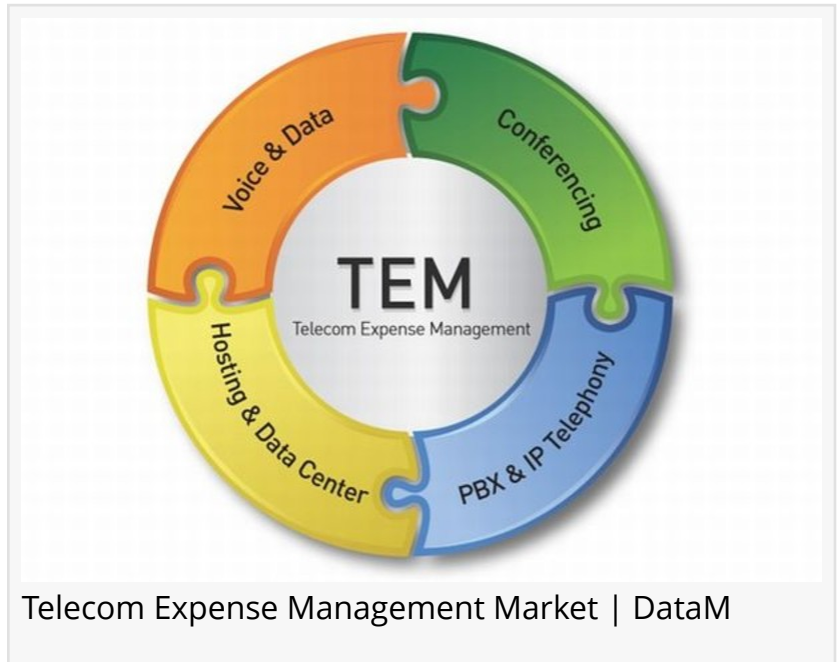 Voice & Data
Conferencing
TEM
Telecom Expense Management
Hosting & Data Center
PBX & IP Telephony
Telecom Expense Management Market | DataM